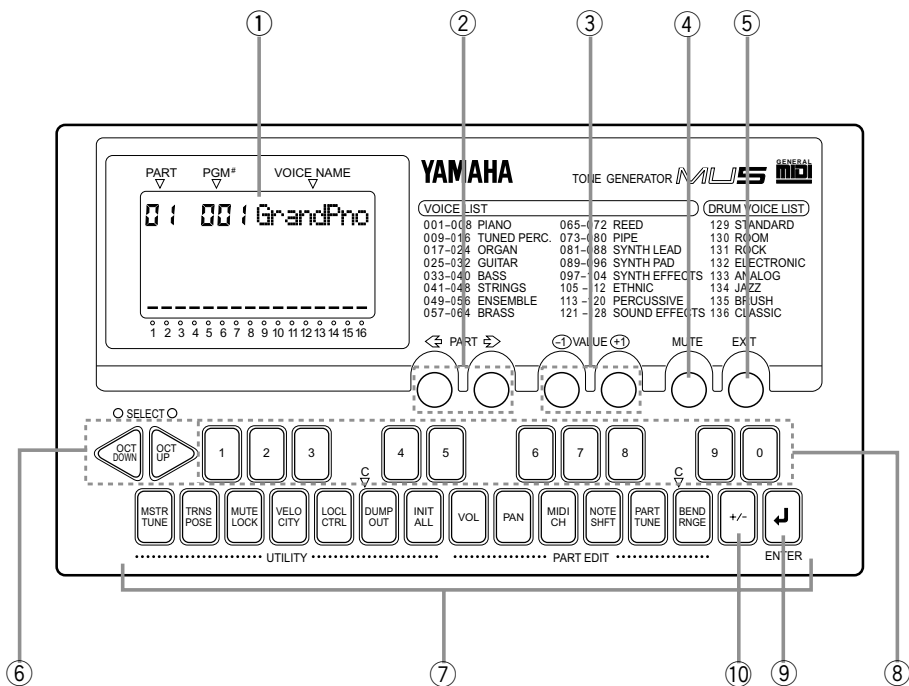 ① ② ③ ④ ⑤
PART PGM# VOICE NAME
01 001 GrandPno
1 2 3 4 5 6 7 8 9 10 11 12 13 14 15 16
YAMAHA TONE GENERATOR MU5 GENERAL MIDI
VOICE LIST
001-008 PIANO
009-016 TUNED PERC.
017-024 ORGAN
025-032 GUITAR
033-040 BASS
041-048 STRINGS
049-056 ENSEMBLE
057-064 BRASS
065-072 REED
073-080 PIPE
081-088 SYNTH LEAD
089-096 SYNTH PAD
097-104 SYNTH EFFECTS
105-112 ETHNIC
113-120 PERCUSSIVE
121-128 SOUND EFFECTS
DRUM VOICE LIST
129 STANDARD
130 ROOM
131 ROCK
132 ELECTRONIC
133 ANALOG
134 JAZZ
135 BRUSH
136 CLASSIC
PART -1 VALUE +1 MUTE EXIT
SELECT
OCT DOWN
OCT UP
1 2 3 4 5 6 7 8 9 0
C C
MSTR TUNE
TRNS POSE
MUTE LOCK
VELO CITY
LOCL CTRL
DUMP OUT
INIT ALL
VOL
PAN
MIDI CH
NOTE SHFT
PART TUNE
BEND RNGE
+/-
UTILITY PART EDIT ENTER
⑥ ⑦ ⑩ ⑨ ⑧